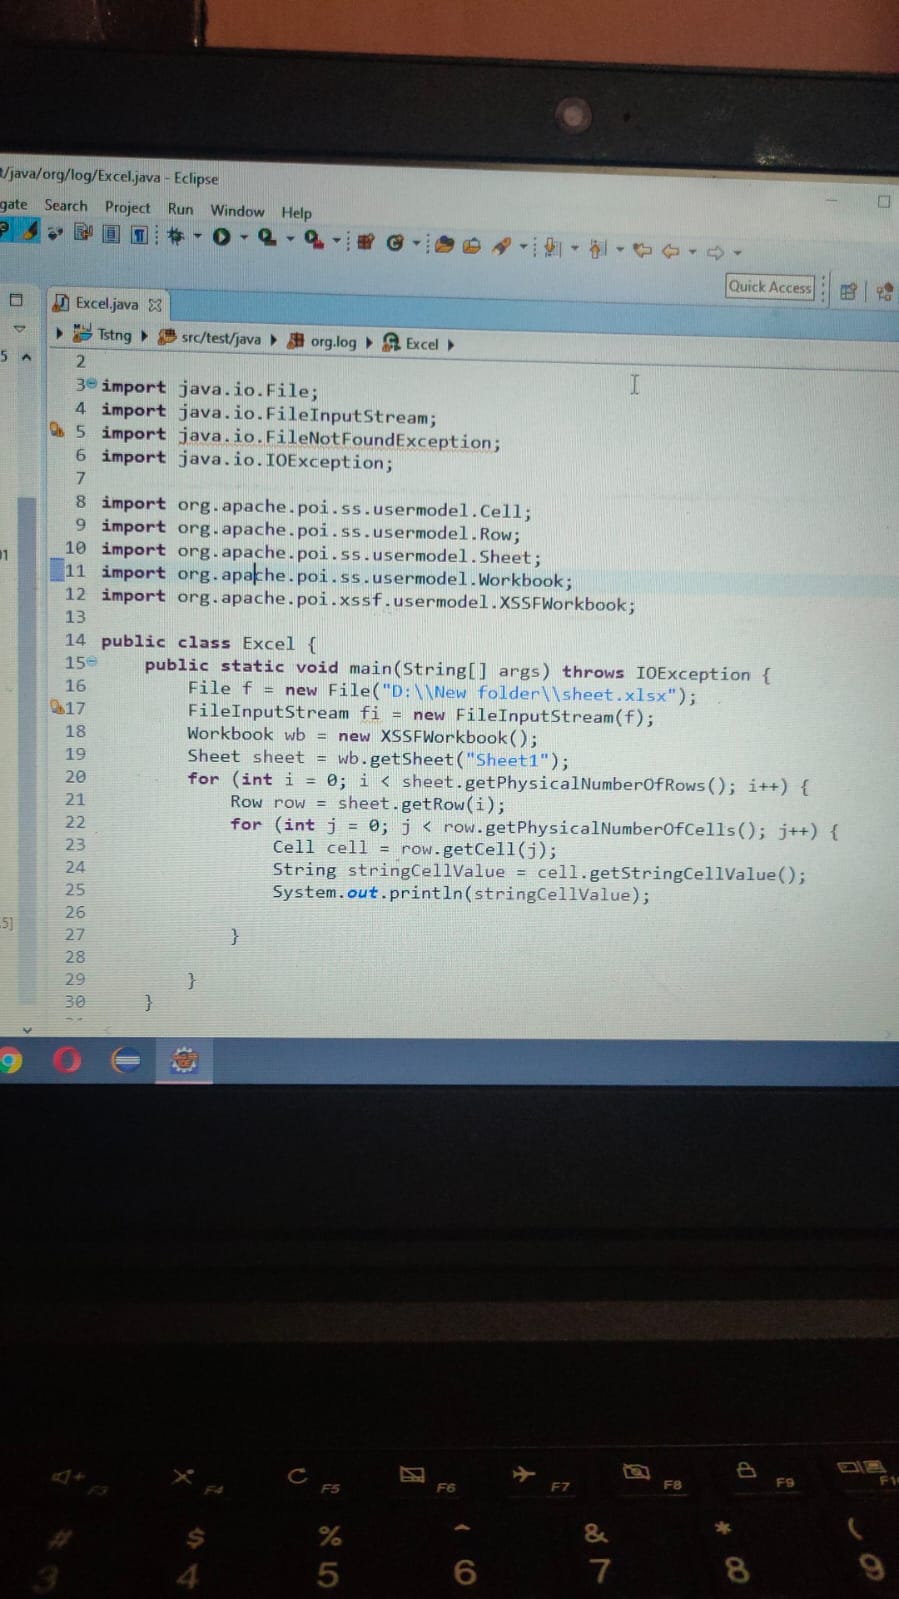 t/java/org/log/Excel.java - Eclipse
gate Search Project Run Window Help
Quick Access
Excel.java
Tstng src/test/java org.log Excel
2
3 import java.io.File;
4 import java.io.FileInputStream;
5 import java.io.FileNotFoundException;
6 import java.io.IOException;
7
8 import org.apache.poi.ss.usermodel.Cell;
9 import org.apache.poi.ss.usermodel.Row;
10 import org.apache.poi.ss.usermodel.Sheet;
11 import org.apache.poi.ss.usermodel.Workbook;
12 import org.apache.poi.xssf.usermodel.XSSFWorkbook;
13
14 public class Excel {
15 public static void main(String[] args) throws IOException {
16 File f = new File("D:\\New folder\\sheet.xlsx");
17 FileInputStream fi = new FileInputStream(f);
18 Workbook wb = new XSSFWorkbook();
19 Sheet sheet = wb.getSheet("Sheet1");
20 for (int i = 0; i < sheet.getPhysicalNumberOfRows(); i++) {
21 Row row = sheet.getRow(i);
22 for (int j = 0; j < row.getPhysicalNumberOfCells(); j++) {
23 Cell cell = row.getCell(j);
24 String stringCellValue = cell.getStringCellValue();
25 System.out.println(stringCellValue);
26
27 }
28
29 }
30 }
F3 F4 F5 F6 F7 F8 F9 F1
# $ % ^ & * (
3 4 5 6 7 8 9